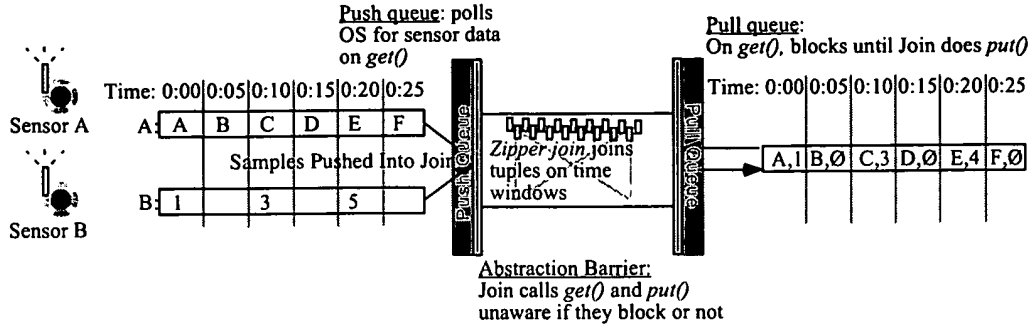 Push queue: polls
OS for sensor data
on get()
Pull queue:
On get(), blocks until Join does put()
Sensor A
Time: 0:00 0:05 0:10 0:15 0:20 0:25
A: A B C D E F
Samples Pushed Into Join
B: 1 3 5
Sensor B
Push Queue
Zipper join joins
tuples on time
windows
Pull Queue
Time: 0:00 0:05 0:10 0:15 0:20 0:25
A,1 B,Ø C,3 D,Ø E,4 F,Ø
Abstraction Barrier:
Join calls get() and put()
unaware if they block or not